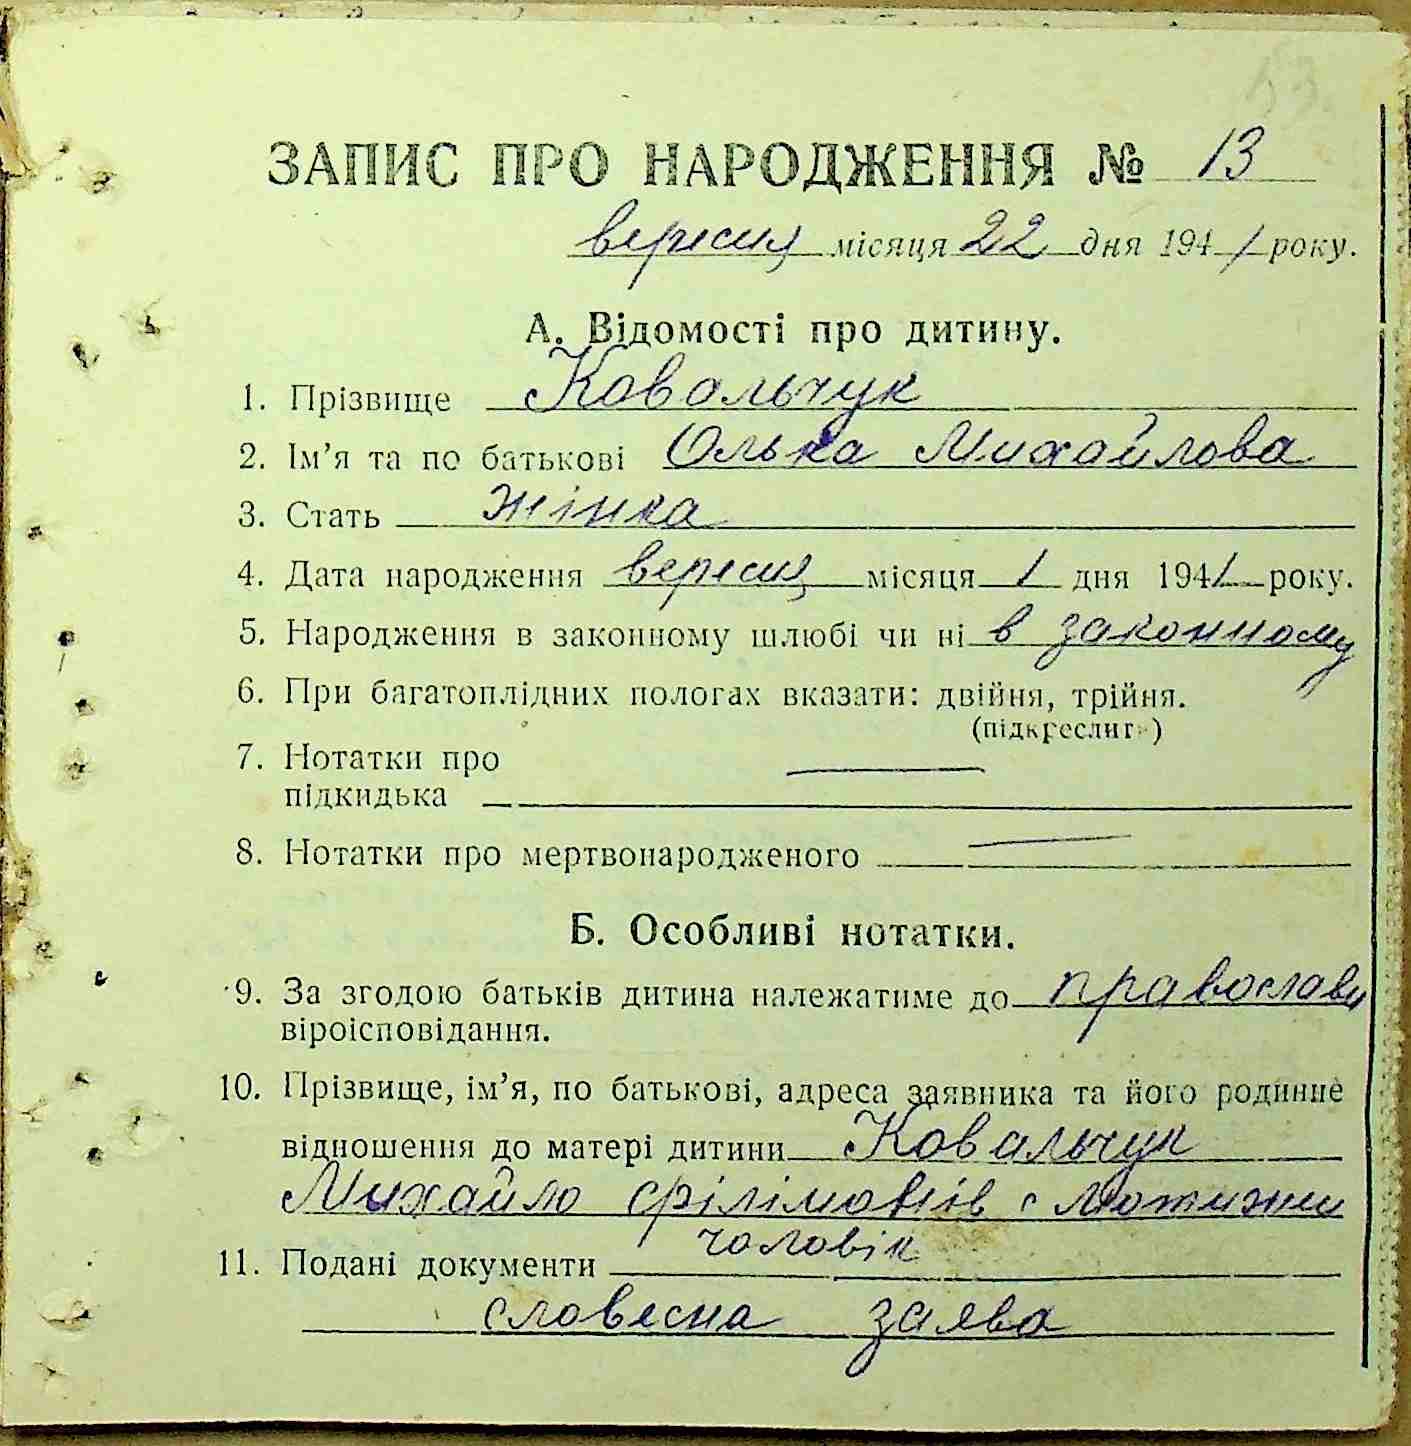 ЗАПИС ПРО НАРОДЖЕННЯ № 13
вересня місяця 22 дня 1941 року.
А. Відомості про дитину.
1. Прізвище Ковальчук
2. Ім’я та по батькові Олька Михайлова
3. Стать жінка
4. Дата народження вересня місяця 1 дня 1941 року.
5. Народження в законному шлюбі чи ні в законному
6. При багатоплідних пологах вказати: двійня, трійня.
(підкреслить)
7. Нотатки про
підкидька —
8. Нотатки про мертвонародженого —
Б. Особливі нотатки.
9. За згодою батьків дитина належатиме до православн
віроісповідання.
10. Прізвище, ім’я, по батькові, адреса заявника та його родинне
відношення до матері дитини Ковальчук
Михайло Філімонів с Мотижин
чоловік
11. Подані документи
словесна заява